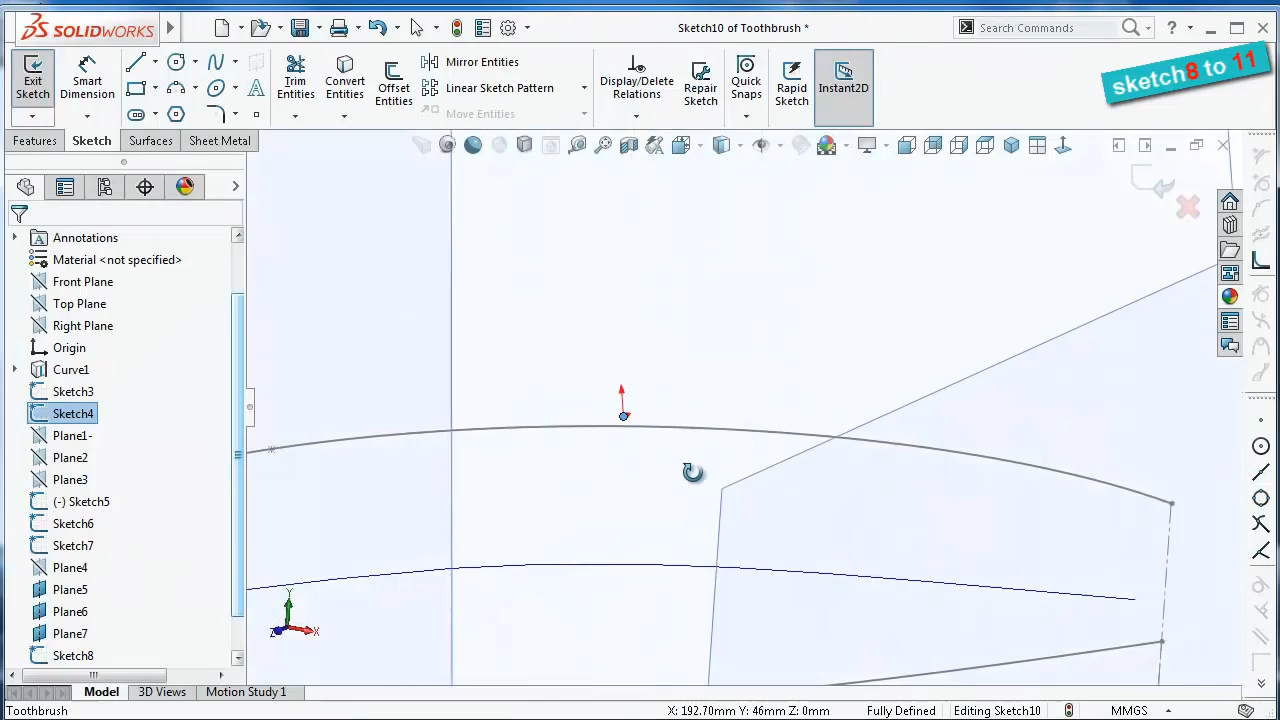 SOLIDWORKS
Sketch10 of Toothbrush *
Search Commands
?
sketch8 to 11
Exit Sketch
Smart Dimension
Trim Entities
Convert Entities
Offset Entities
Mirror Entities
Linear Sketch Pattern
Move Entities
Display/Delete Relations
Repair Sketch
Quick Snaps
Rapid Sketch
Instant2D
Features
Sketch
Surfaces
Sheet Metal
Annotations
Material <not specified>
Front Plane
Top Plane
Right Plane
Origin
Curve1
Sketch3
Sketch4
Plane1-
Plane2
Plane3
(-) Sketch5
Sketch6
Sketch7
Plane4
Plane5
Plane6
Plane7
Sketch8
Y
X
Z
Model
3D Views
Motion Study 1
Toothbrush
X: 192.70mm Y: 46mm Z: 0mm
Fully Defined
Editing Sketch10
MMGS